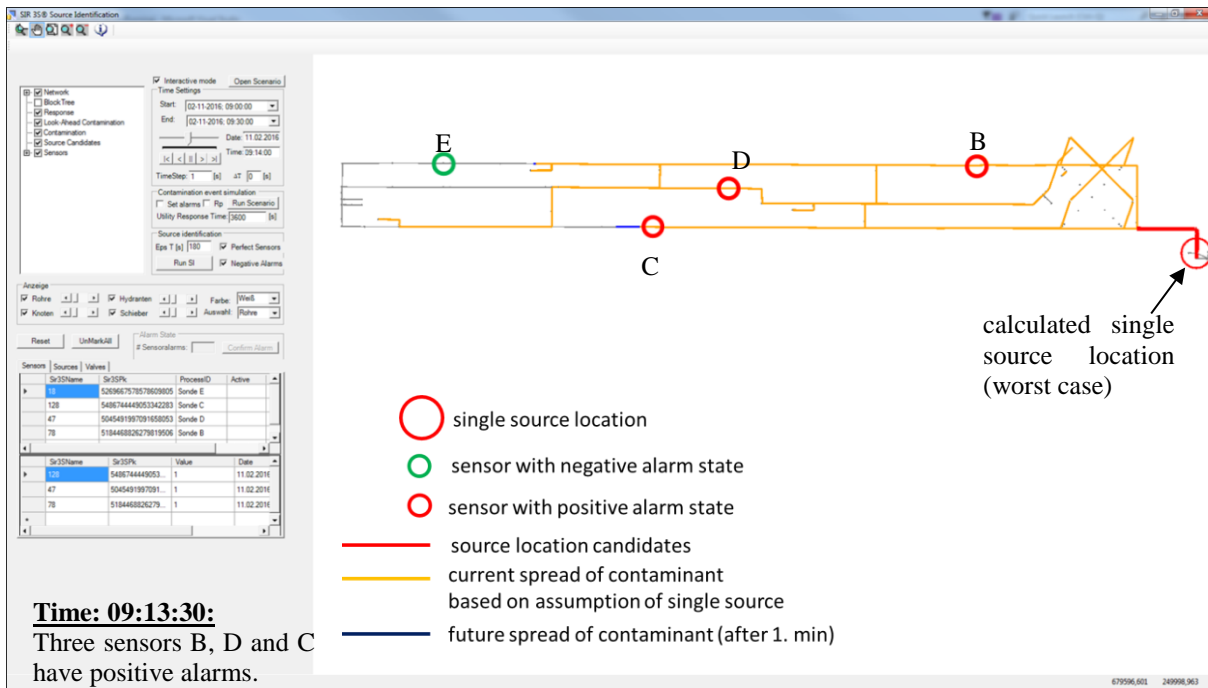 SIR 3S® Source Identification
Interactive mode
Open Scenario
Network
BlockTree
Response
Look-Ahead Contamination
Contamination
Source Candidates
Sensors
Time Settings
Start: 02-11-2016; 09:00:00
End: 02-11-2016; 09:30:00
Date: 11.02.2016
Time: 09:14:00
|< < || > >|
TimeStep: 1 [s] ΔT 0 [s]
Contamination event simulation
Set alarms Rp Run Scenario
Utility Response Time: 3600 [s]
Source identification
Eps T [s] 180 Perfect Sensors
Run SI Negative Alarms
Anzeige
Rohre Hydranten Farbe: Weiß
Knoten Schieber Auswahl: Rohre
Reset UnMarkAll
Alarm State
# Sensoralarms: Confirm Alarm
Sensors Sources Valves
Sir3SName Sir3SPk ProcessID Active
18 5269667578578609805 Sonde E
128 5486744449053342283 Sonde C
47 5045491997091658053 Sonde D
78 5184468826279819506 Sonde B
Sir3SName Sir3SPk Value Date
128 5486744449053... 1 11.02.2016
47 5045491997091... 1 11.02.2016
78 5184468826279... 1 11.02.2016
Time: 09:13:30:
Three sensors B, D and C
have positive alarms.
E
D
B
C
calculated single
source location
(worst case)
single source location
sensor with negative alarm state
sensor with positive alarm state
source location candidates
current spread of contaminant
based on assumption of single source
future spread of contaminant (after 1. min)
679596,601 249998,963